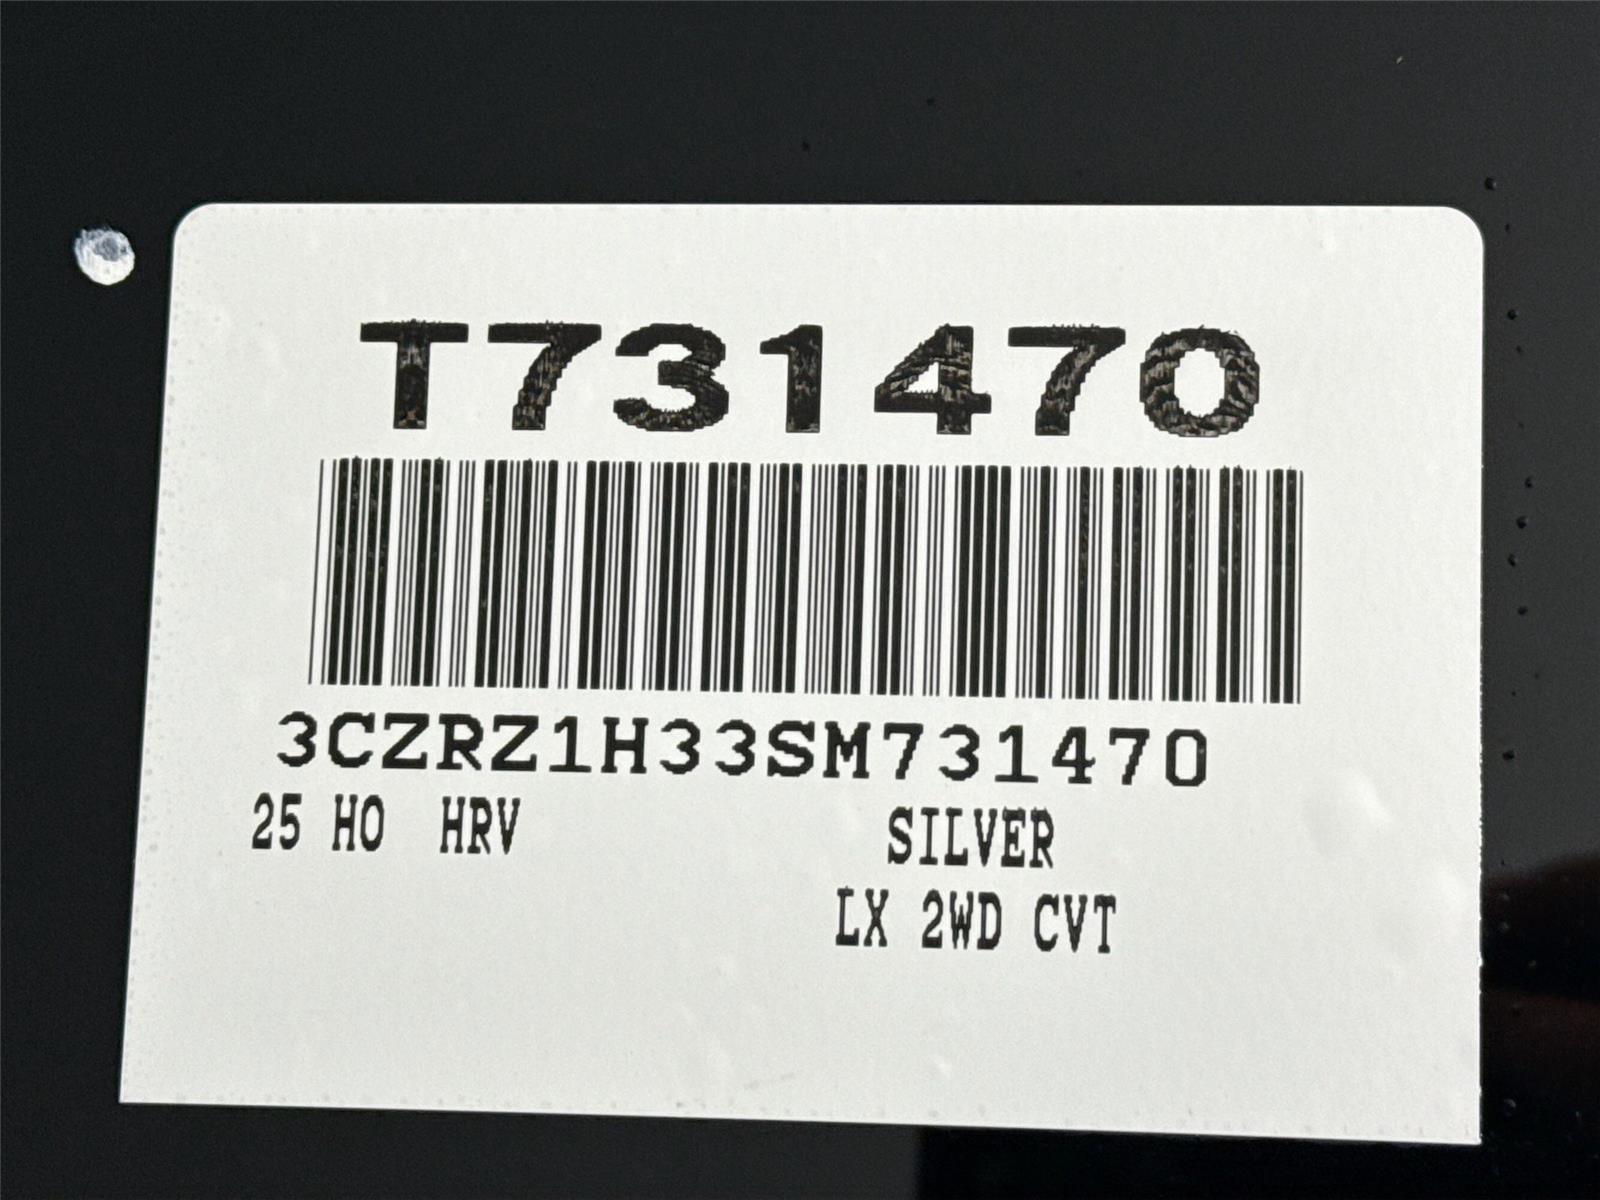 T731470
3CZRZ1H33SM731470
25 HO  HRV
SILVER
LX 2WD CVT